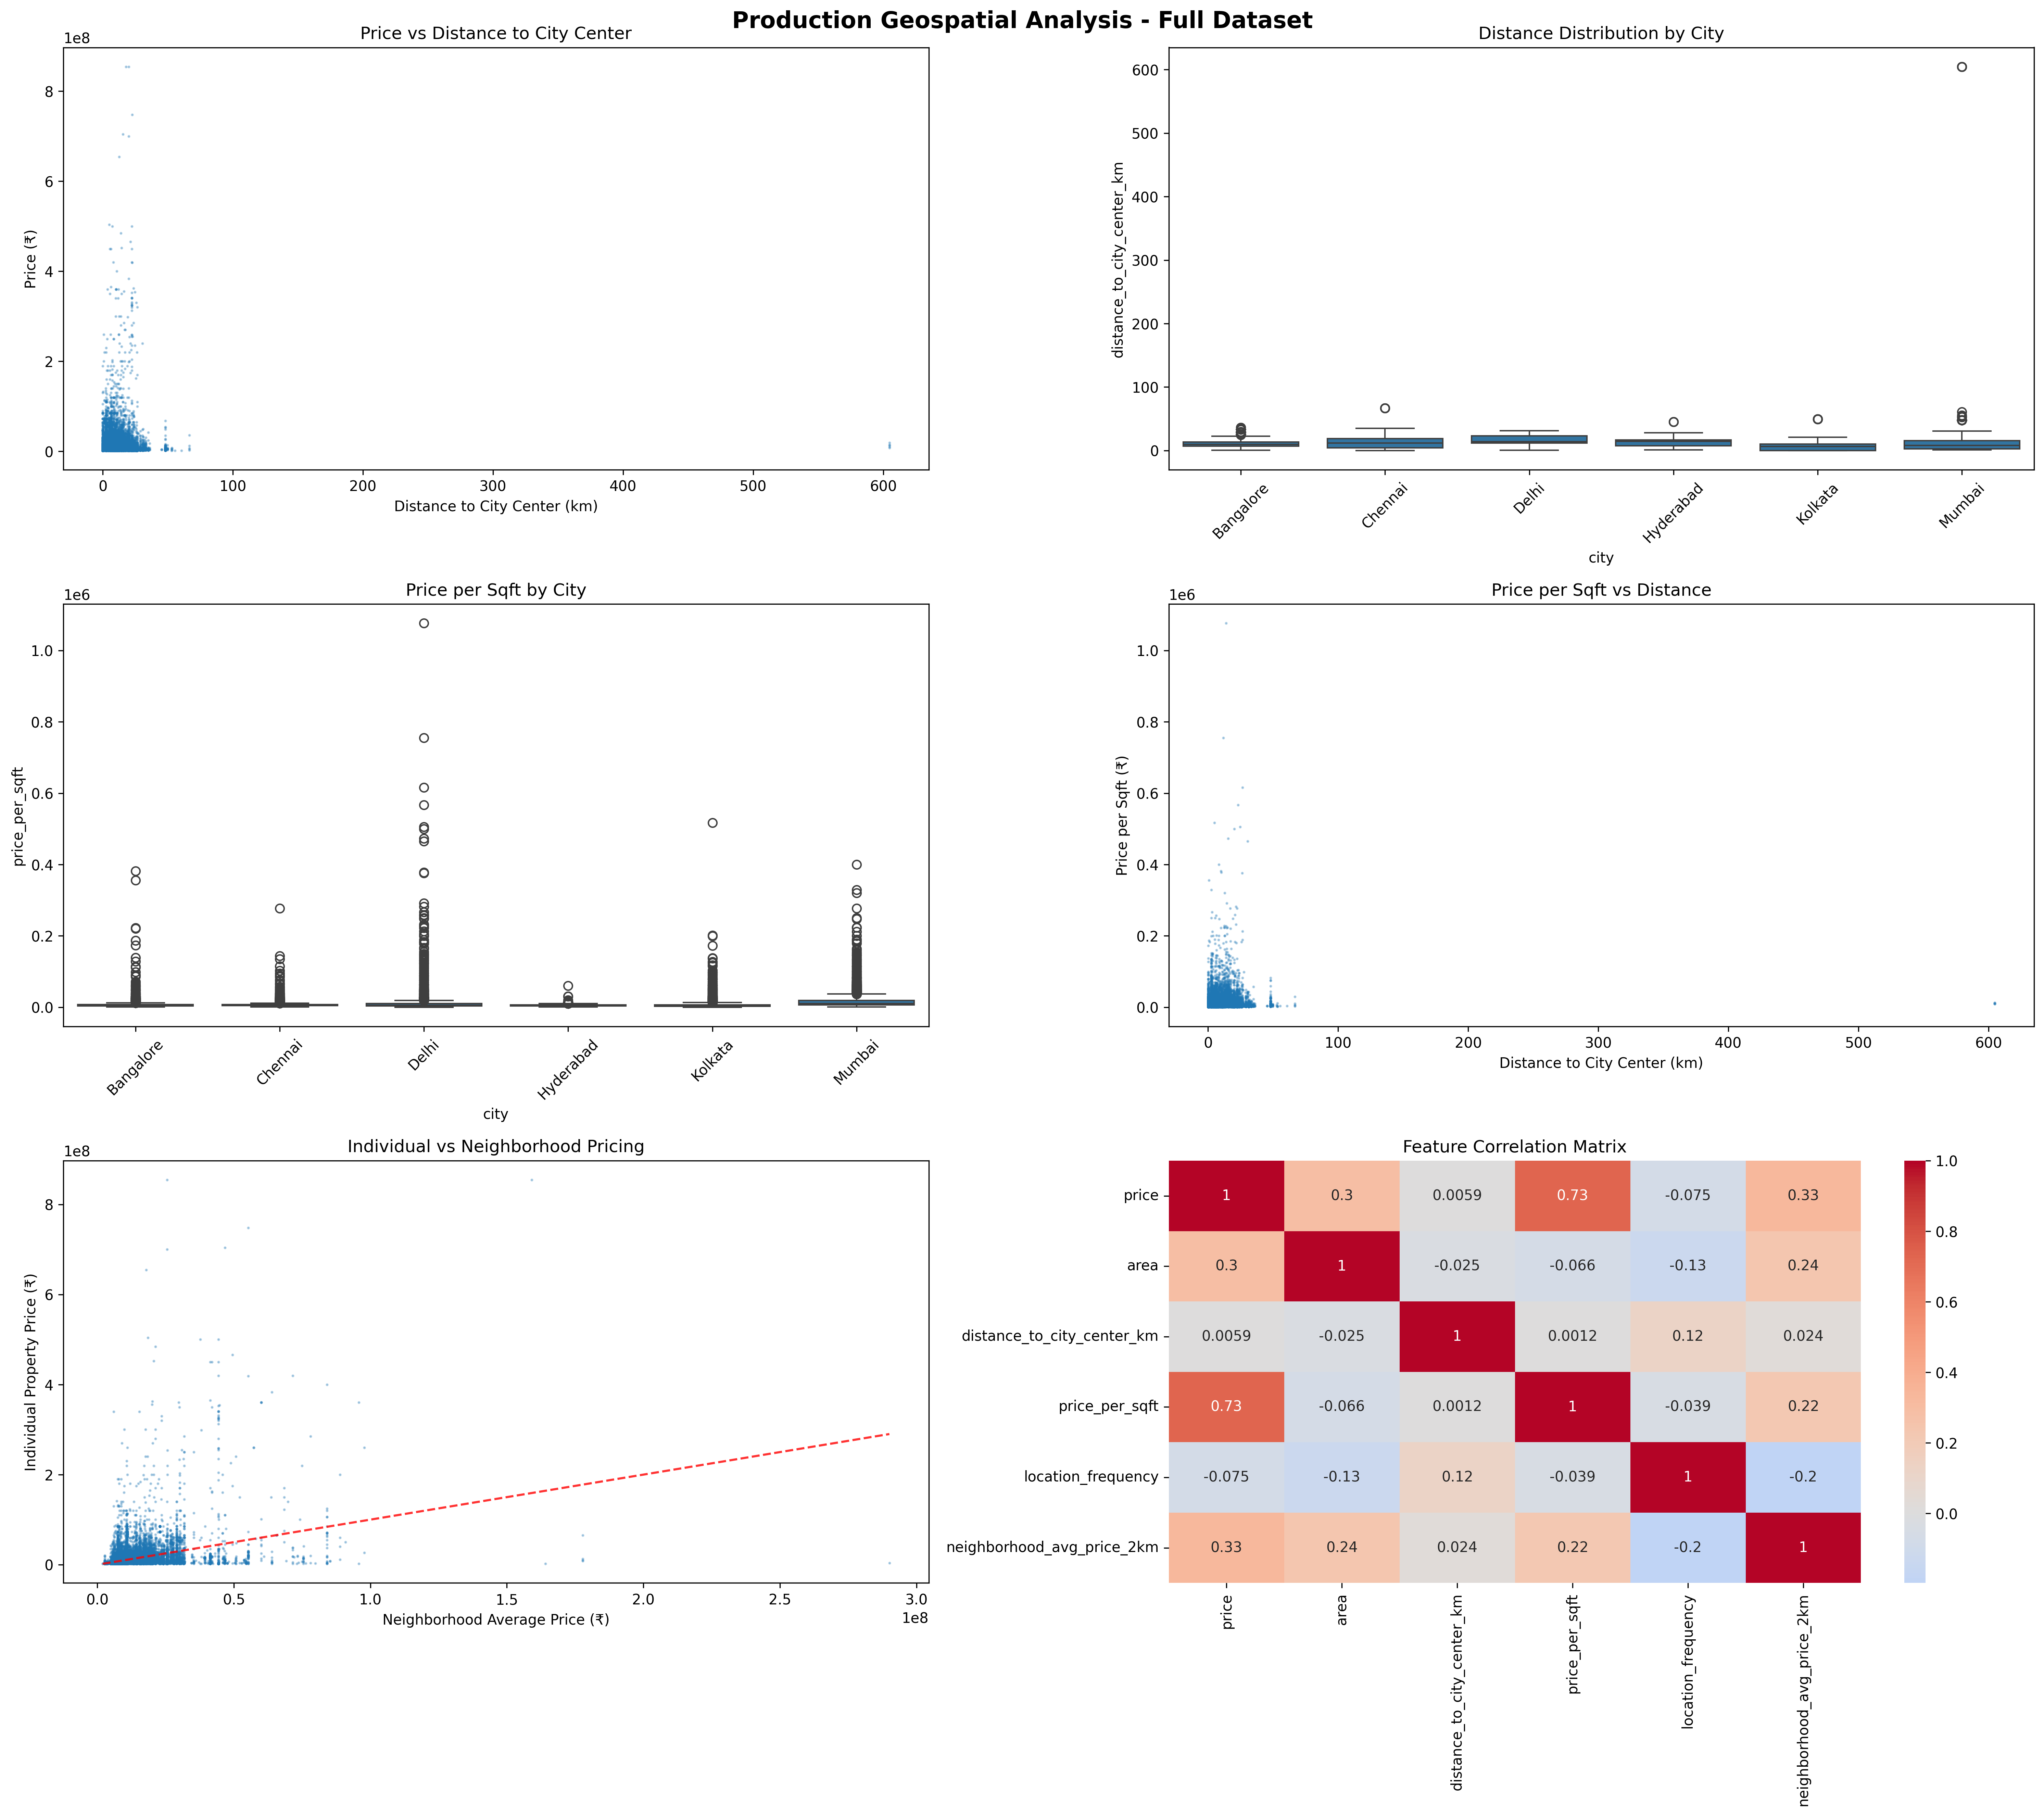 Production Geospatial Analysis - Full Dataset
Price vs Distance to City Center
1e8
8
6
4
2
0
Price (₹)
0 100 200 300 400 500 600
Distance to City Center (km)
Distance Distribution by City
600
500
400
300
200
100
0
distance_to_city_center_km
Bangalore Chennai Delhi Hyderabad Kolkata Mumbai
city
Price per Sqft by City
1e6
1.0
0.8
0.6
0.4
0.2
0.0
price_per_sqft
Bangalore Chennai Delhi Hyderabad Kolkata Mumbai
city
Price per Sqft vs Distance
1e6
1.0
0.8
0.6
0.4
0.2
0.0
Price per Sqft (₹)
0 100 200 300 400 500 600
Distance to City Center (km)
Individual vs Neighborhood Pricing
1e8
8
6
4
2
0
Individual Property Price (₹)
0.0 0.5 1.0 1.5 2.0 2.5 3.0
1e8
Neighborhood Average Price (₹)
Feature Correlation Matrix
price 1 0.3 0.0059 0.73 -0.075 0.33
area 0.3 1 -0.025 -0.066 -0.13 0.24
distance_to_city_center_km 0.0059 -0.025 1 0.0012 0.12 0.024
price_per_sqft 0.73 -0.066 0.0012 1 -0.039 0.22
location_frequency -0.075 -0.13 0.12 -0.039 1 -0.2
neighborhood_avg_price_2km 0.33 0.24 0.024 0.22 -0.2 1
price area distance_to_city_center_km price_per_sqft location_frequency neighborhood_avg_price_2km
1.0
0.8
0.6
0.4
0.2
0.0